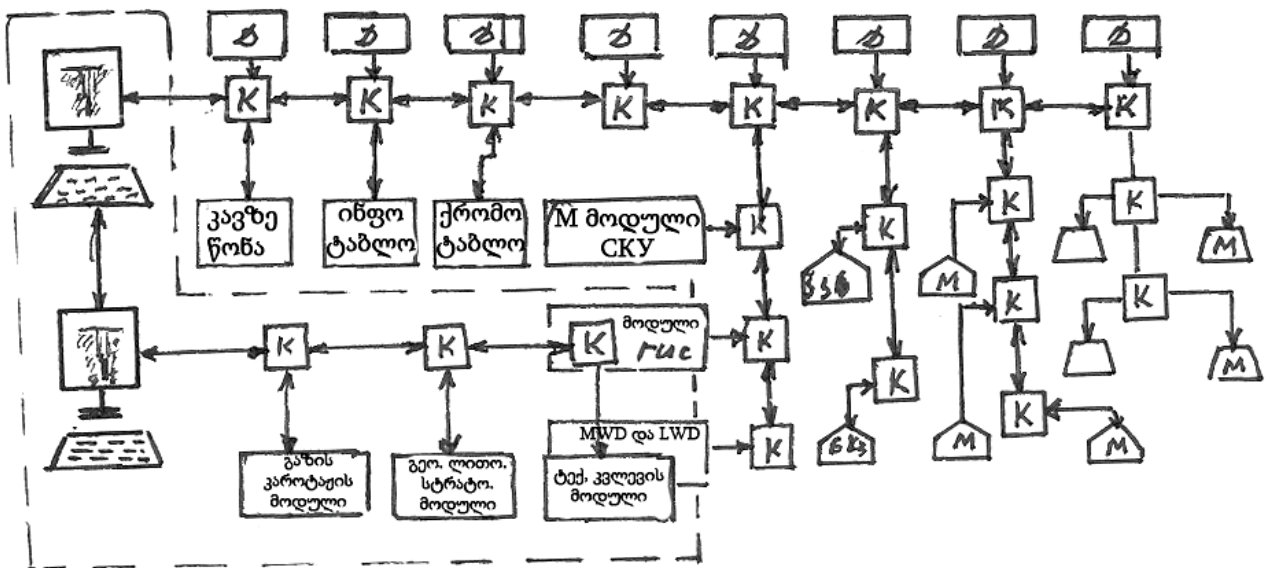 К
К
К
К
К
К
К
К
კავზე
წონა
ინფო
ტაბლო
ქრომო
ტაბლო
М მოდული
СКУ
К
К
К
К
М
М
К
К
М
К
მოდული
гис
К
К
К
К
М
MWD და LWD
К
М
К
М
გაზის
კაროტაჟის
მოდული
გეო. ლითო.
სტრატო.
მოდული
ტექ. კვლევის
მოდული